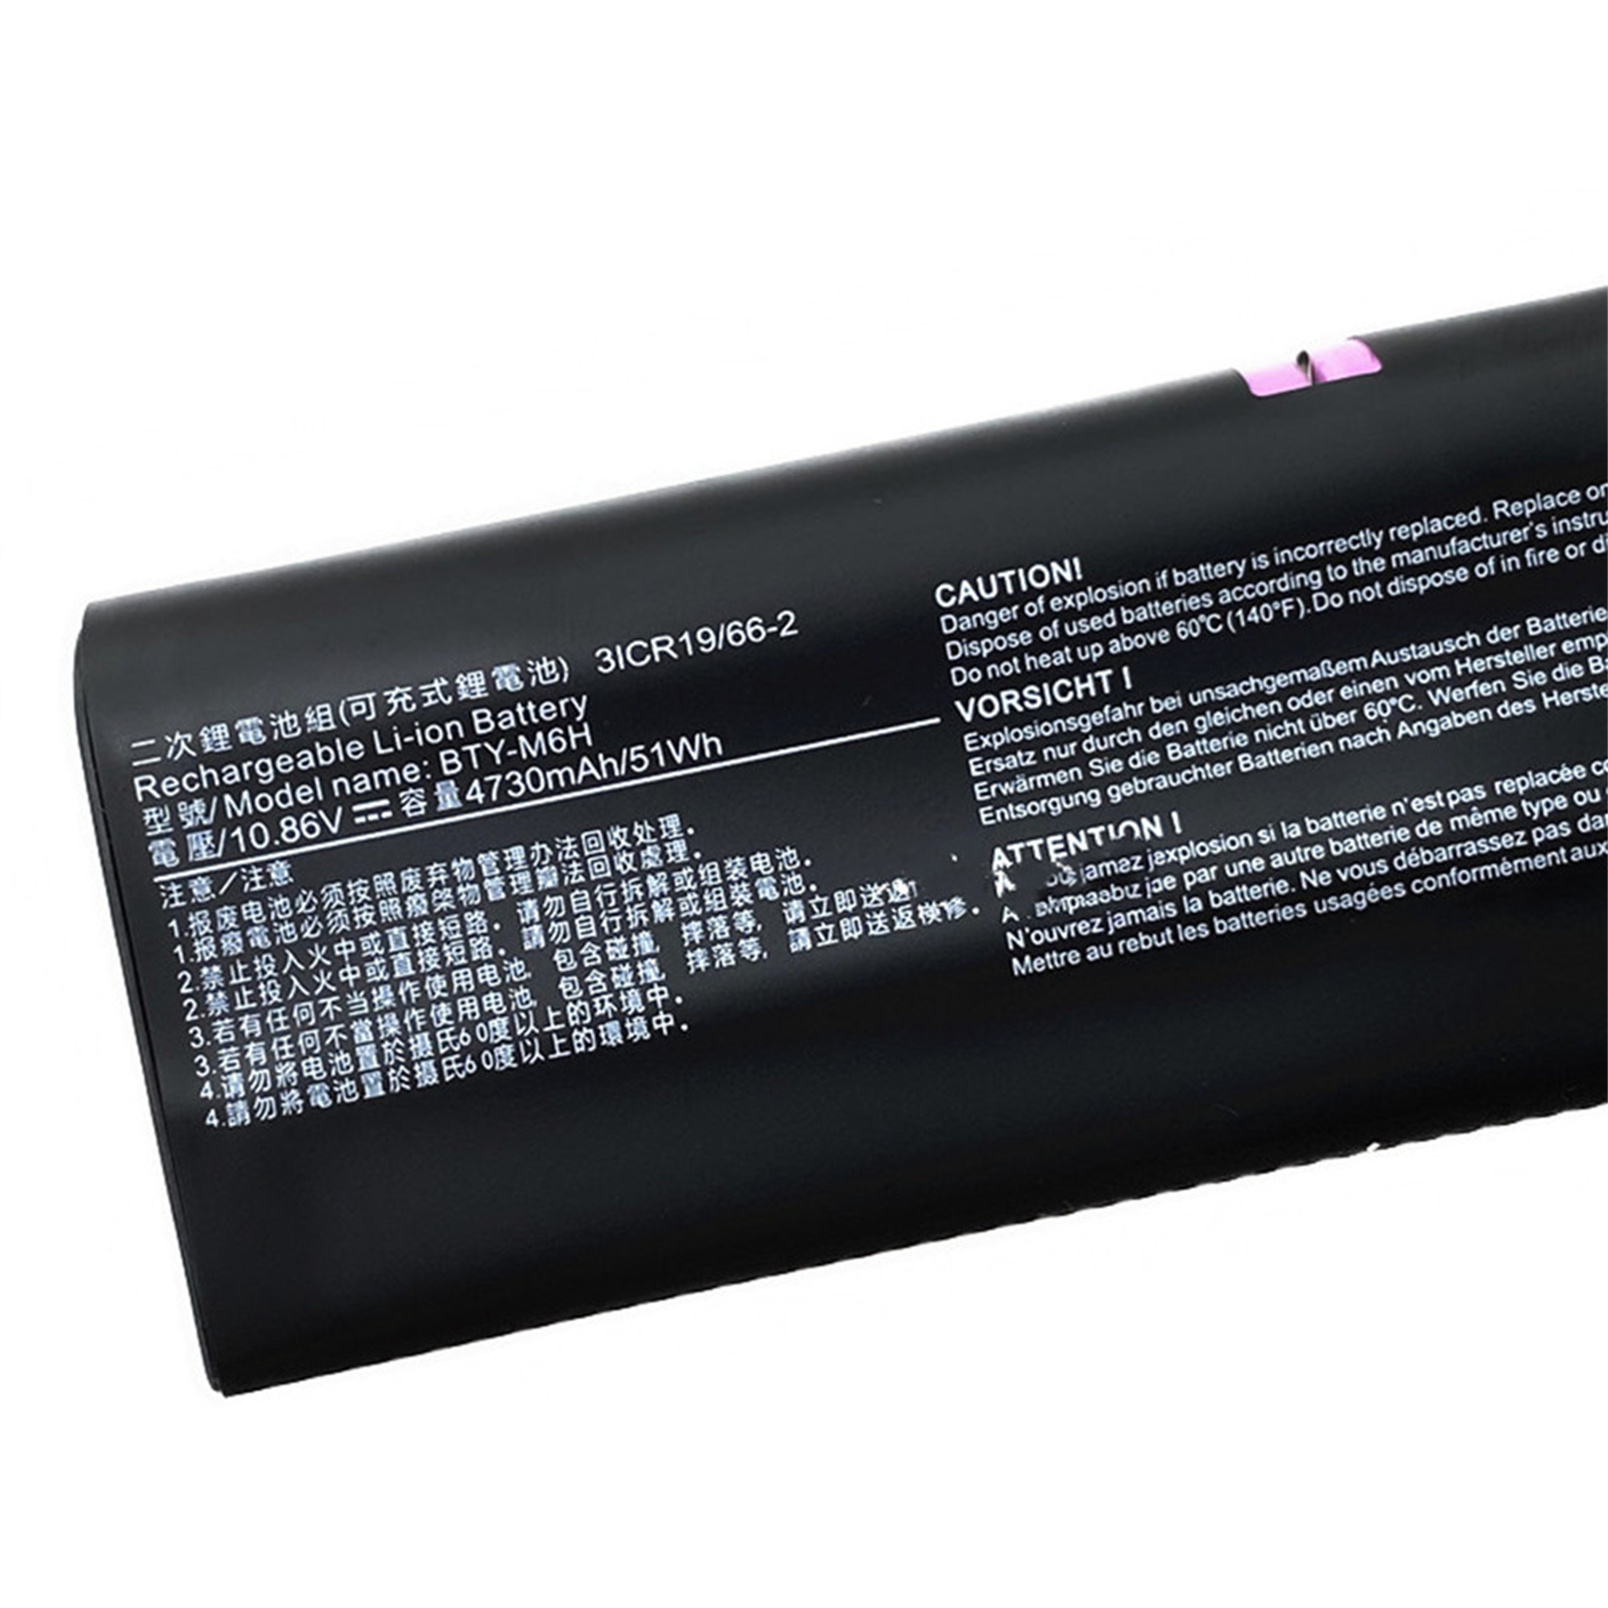 二次鋰電池組(可充式鋰電池) 3ICR19/66-2
Rechargeable Li-ion Battery
型號/Model name: BTY-M6H
電壓/10.86V 容量4730mAh/51Wh
注意／注意
1.报废电池必须按照废弃物管理办法回收处理.
1.報廢電池必须按照廢棄物管理辦法回收處理.
2.禁止投入火中或直接短路. 请勿自行拆解或组装电池.
2.禁止投入火中或直接短路. 請勿自行拆解或組裝電池.
3.若有任何不当操作使用电池, 包含碰撞, 摔落等, 请立即送
3.若有任何不當操作使用電池, 包含碰撞, 摔落等, 請立即送返検修.
4.请勿將电池置於摄氏60度以上的环境中.
4.請勿將電池置於攝氏60度以上的環境中.
CAUTION!
Danger of explosion if battery is incorrectly replaced. Replace
Dispose of used batteries according to the manufacturer's
Do not heat up above 60℃(140°F).Do not dispose of in fire or
VORSICHT !
Explosionsgefahr bei unsachgemaßem Austausch der Batterie
Ersatz nur durch den gleichen oder einen vom Hersteller
Erwärmen Sie die Batterie nicht über 60°C. Werfen Sie die
Entsorgung gebrauchter Batterien nach Angaben des
ATTENTION !
explosion si la batterie n'est pas replacée
par une autre batterie de même type ou
N'ouvrez jamais la batterie. Ne vous débarrassez pas
Mettre au rebut les batteries usagées conformément aux